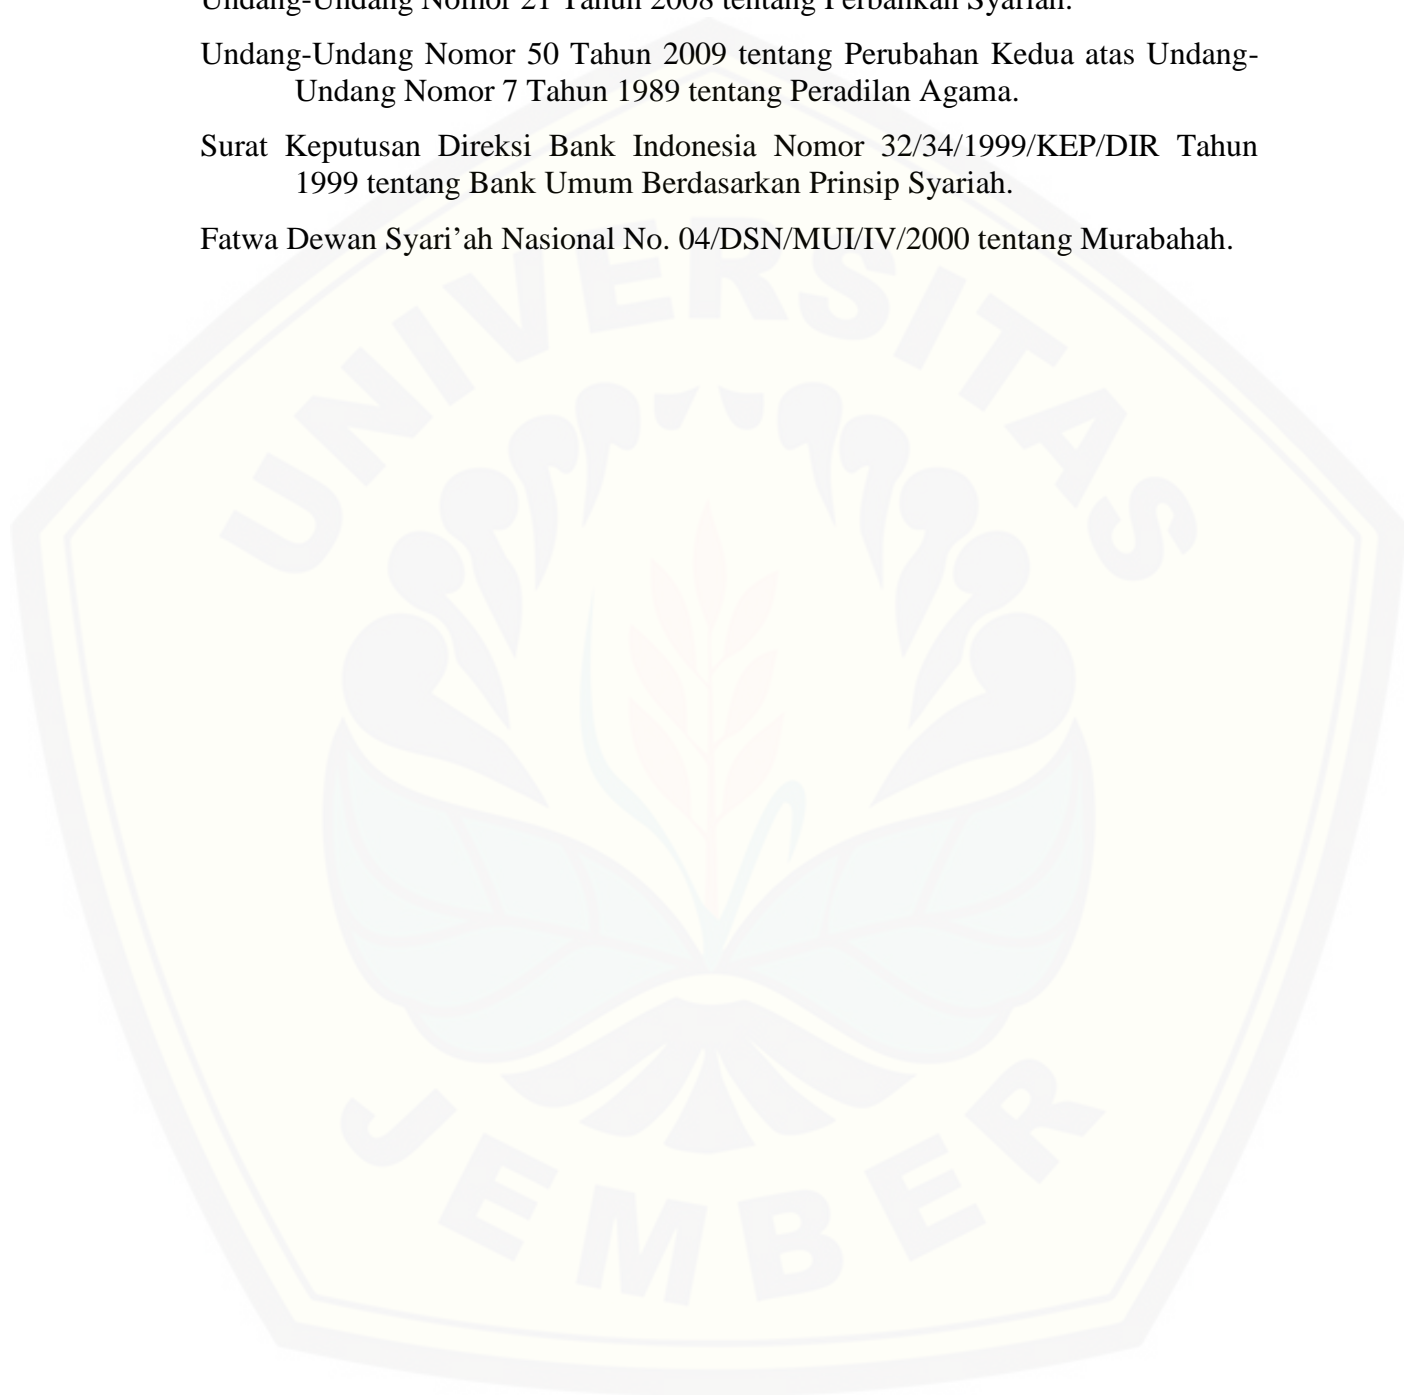 Undang-Undang Nomor 21 Tahun 2008 tentang Perbankan Syariah.
Undang-Undang Nomor 50 Tahun 2009 tentang Perubahan Kedua atas Undang-
Undang Nomor 7 Tahun 1989 tentang Peradilan Agama.
Surat Keputusan Direksi Bank Indonesia Nomor 32/34/1999/KEP/DIR Tahun
1999 tentang Bank Umum Berdasarkan Prinsip Syariah.
Fatwa Dewan Syari’ah Nasional No. 04/DSN/MUI/IV/2000 tentang Murabahah.
UNIVERSITAS
JEMBER